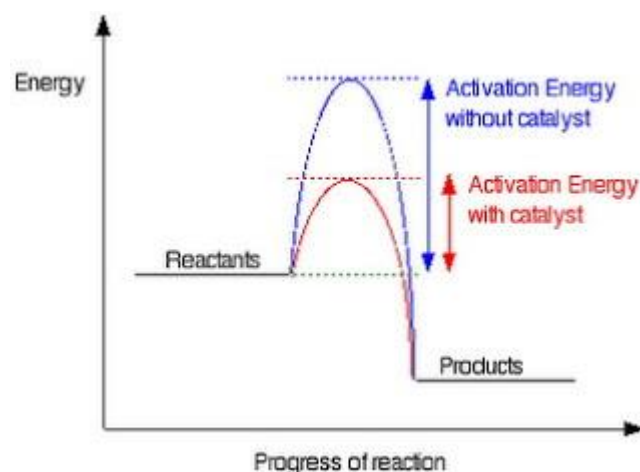 Energy
Activation Energy
without catalyst
Activation Energy
with catalyst
Reactants
Products
Progress of reaction